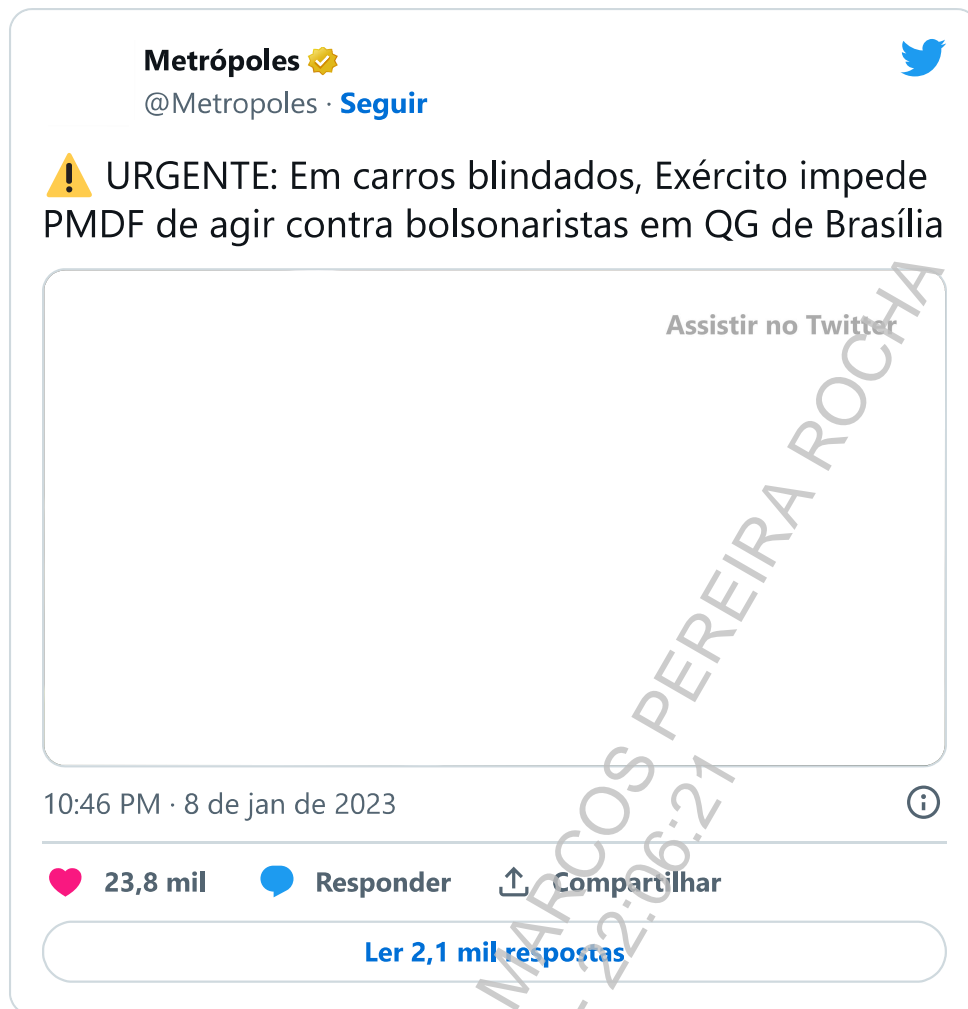 Metrópoles
@Metropoles · Seguir
⚠️ URGENTE: Em carros blindados, Exército impede
PMDF de agir contra bolsonaristas em QG de Brasília
Assistir no Twitter
10:46 PM · 8 de jan de 2023
23,8 mil Responder Compartilhar
Ler 2,1 mil respostas
MARCOS PEREIRA ROCHA
- 22:06:21